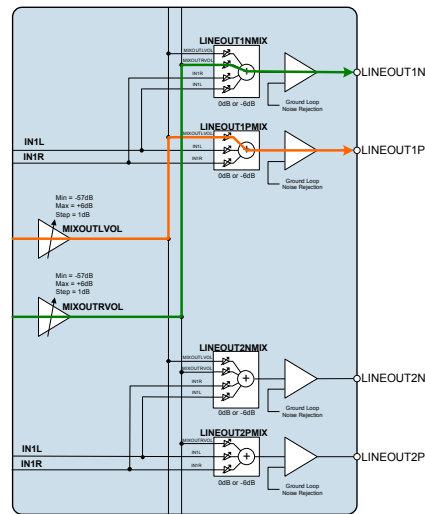 LINEOUT1NMIX
MIXOUTLVOL
MIXOUTRVOL
IN1R
IN1L
LINEOUT1N
0dB or -6dB
Ground Loop
Noise Rejection
LINEOUT1PMIX
MIXOUTLVOL
IN1L
IN1R
LINEOUT1P
0dB or -6dB
Ground Loop
Noise Rejection
IN1L
IN1R
Min = -57dB
Max = +6dB
Step = 1dB
MIXOUTLVOL
Min = -57dB
Max = +6dB
Step = 1dB
MIXOUTRVOL
LINEOUT2NMIX
MIXOUTLVOL
MIXOUTRVOL
IN1R
IN1L
LINEOUT2N
0dB or -6dB
Ground Loop
Noise Rejection
LINEOUT2PMIX
MIXOUTRVOL
IN1L
IN1R
LINEOUT2P
0dB or -6dB
Ground Loop
Noise Rejection
IN1L
IN1R